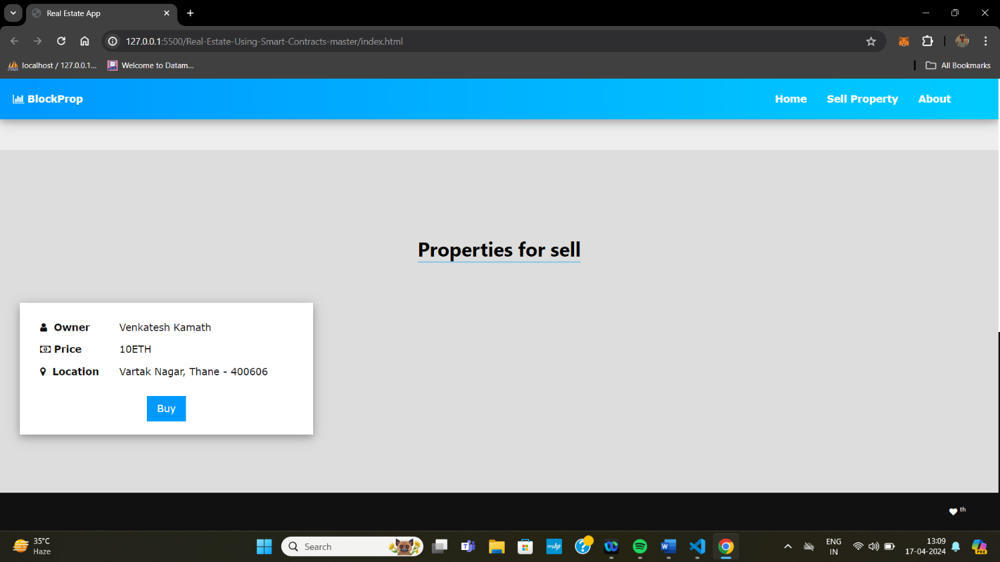 Real Estate App
127.0.0.1:5500/Real-Estate-Using-Smart-Contracts-master/index.html
localhost / 127.0.0.1... Welcome to Datam... All Bookmarks
BlockProp Home Sell Property About
Properties for sell
Owner Venkatesh Kamath
Price 10ETH
Location Vartak Nagar, Thane - 400606
Buy
th
35°C
Haze
Search
myhp
ENG
IN
13:09
17-04-2024
PRE